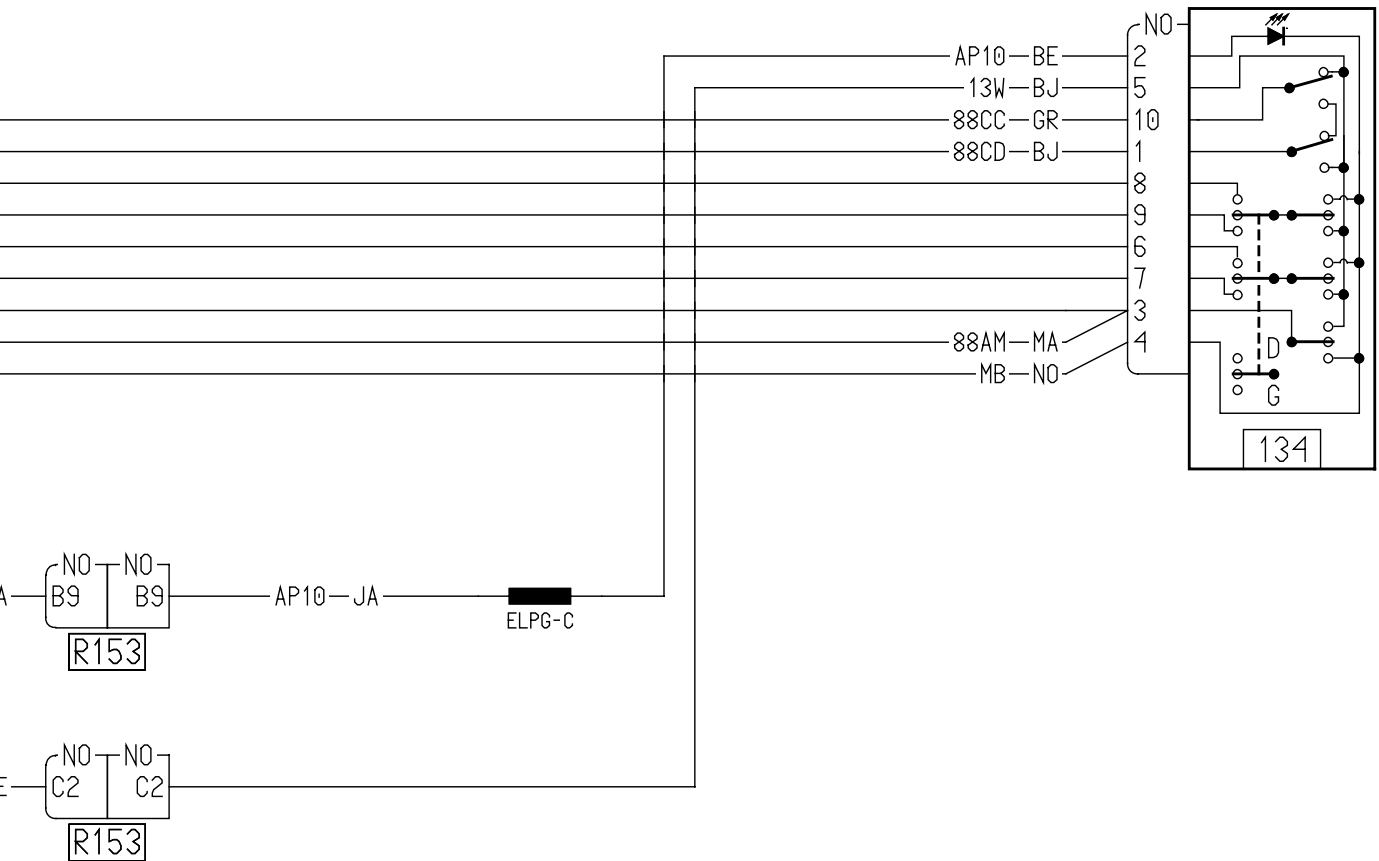 NO
AP10 BE 2
13W BJ 5
88CC GR 10
88CD BJ 1
8
9
6
7
3
88AM MA 4
MB NO
D
G
134
NO NO
B9 B9
AP10 JA
ELPG-C
R153
NO NO
C2 C2
R153